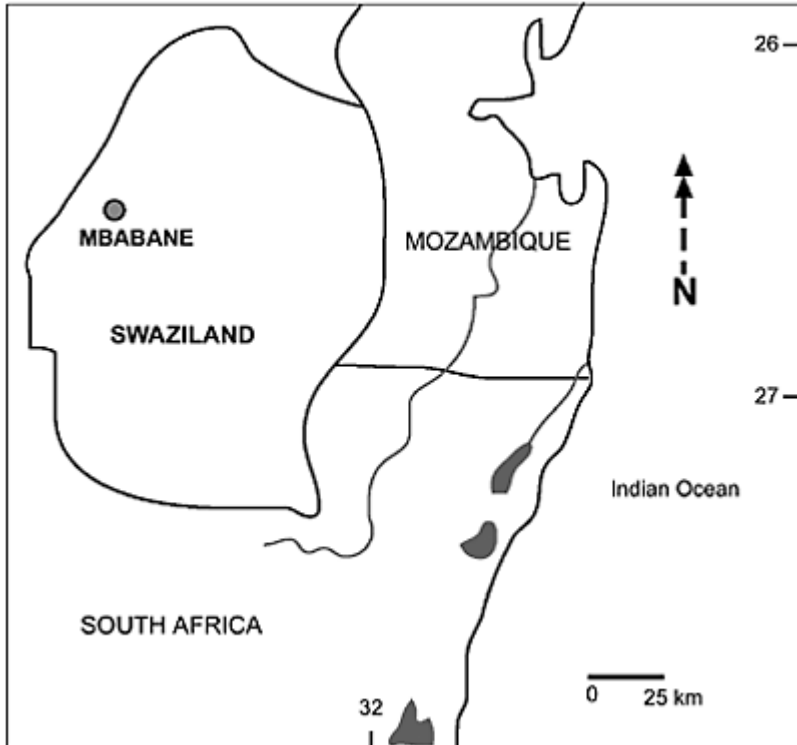 26
MBABANE
MOZAMBIQUE
N
SWAZILAND
27
Indian Ocean
SOUTH AFRICA
32
0 25 km